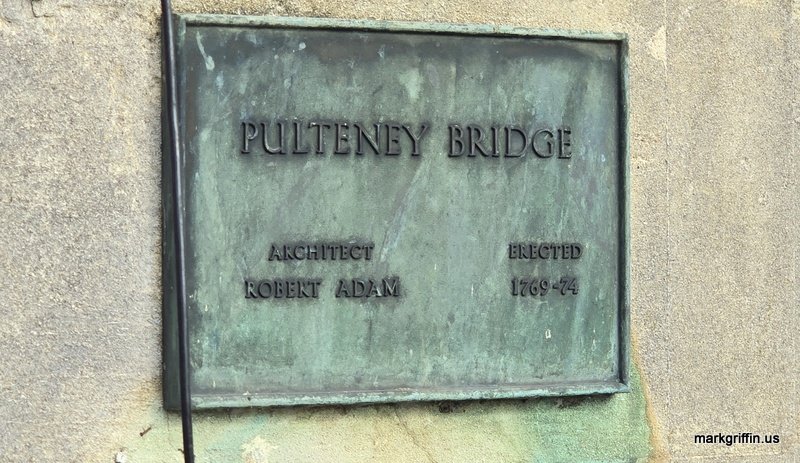 PULTENEY BRIDGE
ARCHITECT
ROBERT ADAM
ERECTED
1769-74
markgriffin.us